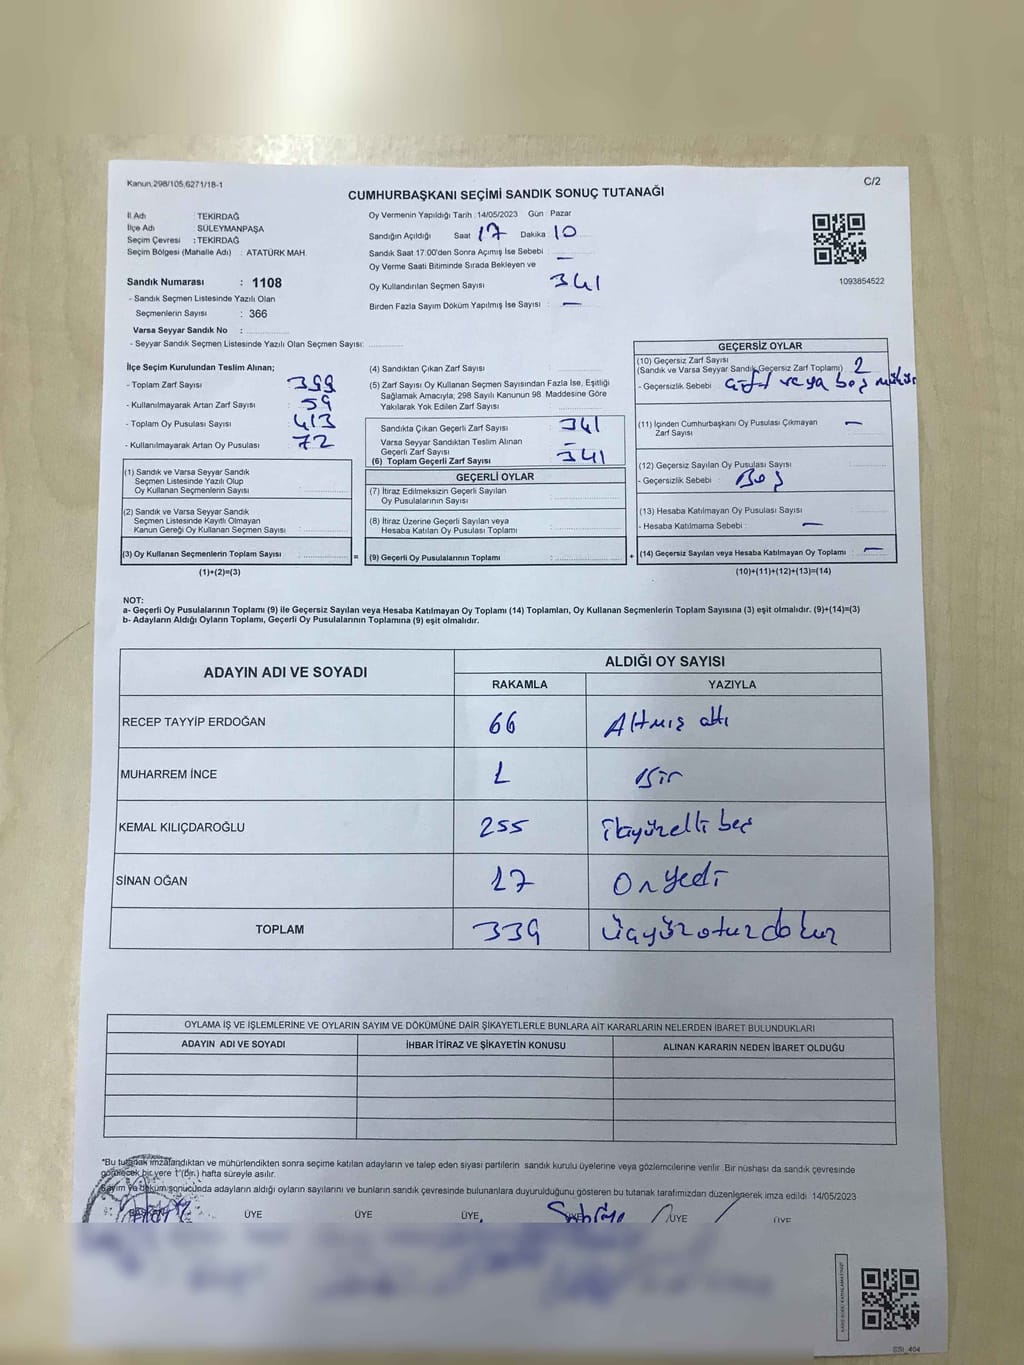 Kanun, 298/105,6271/18-1
C/2
CUMHURBAŞKANI SEÇİMİ SANDIK SONUÇ TUTANAĞI
İl Adı : TEKİRDAĞ
İlçe Adı : SÜLEYMANPAŞA
Seçim Çevresi : TEKİRDAĞ
Seçim Bölgesi (Mahalle Adı) : ATATÜRK MAH.
Oy Vermenin Yapıldığı Tarih : 14/05/2023 Gün : Pazar
Sandığın Açıldığı Saat 17 Dakika 10
Sandık Saat 17:00'den Sonra Açımış İse Sebebi : —
Oy Verme Saati Bitiminde Sırada Bekleyen ve
Oy Kullandırılan Seçmen Sayısı 341
Birden Fazla Sayım Döküm Yapılmış İse Sayısı : —
1093854522
Sandık Numarası : 1108
- Sandık Seçmen Listesinde Yazılı Olan
Seçmenlerin Sayısı : 366
Varsa Seyyar Sandık No :
- Seyyar Sandık Seçmen Listesinde Yazılı Olan Seçmen Sayısı:
İlçe Seçim Kurulundan Teslim Alınan;
- Toplam Zarf Sayısı : 399
- Kullanılmayarak Artan Zarf Sayısı : 59
- Toplam Oy Pusulası Sayısı : 413
- Kullanılmayarak Artan Oy Pusulası : 72
(1) Sandık ve Varsa Seyyar Sandık
Seçmen Listesinde Yazılı Olup
Oy Kullanan Seçmenlerin Sayısı :
(2) Sandık ve Varsa Seyyar Sandık
Seçmen Listesinde Kayıtlı Olmayan
Kanun Gereği Oy Kullanan Seçmen Sayısı :
(3) Oy Kullanan Seçmenlerin Toplam Sayısı : =
(1)+(2)=(3)
(4) Sandıktan Çıkan Zarf Sayısı :
(5) Zarf Sayısı Oy Kullanan Seçmen Sayısından Fazla İse, Eşitliği
Sağlamak Amacıyla; 298 Sayılı Kanunun 98. Maddesine Göre
Yakılarak Yok Edilen Zarf Sayısı :
Sandıkta Çıkan Geçerli Zarf Sayısı : 341
Varsa Seyyar Sandıktan Teslim Alınan
Geçerli Zarf Sayısı : —
(6) Toplam Geçerli Zarf Sayısı : 341
GEÇERLİ OYLAR
(7) İtiraz Edilmeksizin Geçerli Sayılan
Oy Pusulalarının Sayısı :
(8) İtiraz Üzerine Geçerli Sayılan veya
Hesaba Katılan Oy Pusulası Toplamı :
(9) Geçerli Oy Pusulalarının Toplamı : +
GEÇERSİZ OYLAR
(10) Geçersiz Zarf Sayısı
(Sandık ve Varsa Seyyar Sandık Geçersiz Zarf Toplamı) : 2
- Geçersizlik Sebebi : veya boş mühür
(11) İçinden Cumhurbaşkanı Oy Pusulası Çıkmayan
Zarf Sayısı : —
(12) Geçersiz Sayılan Oy Pusulası Sayısı :
- Geçersizlik Sebebi : Boş
(13) Hesaba Katılmayan Oy Pusulası Sayısı :
- Hesaba Katılmama Sebebi : —
(14) Geçersiz Sayılan veya Hesaba Katılmayan Oy Toplamı : —
(10)+(11)+(12)+(13)=(14)
NOT:
a- Geçerli Oy Pusulalarının Toplamı (9) ile Geçersiz Sayılan veya Hesaba Katılmayan Oy Toplamı (14) Toplamları, Oy Kullanan Seçmenlerin Toplam Sayısına (3) eşit olmalıdır. (9)+(14)=(3)
b- Adayların Aldığı Oyların Toplamı, Geçerli Oy Pusulalarının Toplamına (9) eşit olmalıdır.
ADAYIN ADI VE SOYADI
ALDIĞI OY SAYISI
RAKAMLA YAZIYLA
RECEP TAYYİP ERDOĞAN 66 Altmış altı
MUHARREM İNCE 1 Bir
KEMAL KILIÇDAROĞLU 255 İkiyüzelli beş
SİNAN OĞAN 17 Onyedi
TOPLAM 339 Üçyüzotuzdokuz
OYLAMA İŞ VE İŞLEMLERİNE VE OYLARIN SAYIM VE DÖKÜMÜNE DAİR ŞİKAYETLERLE BUNLARA AİT KARARLARIN NELERDEN İBARET BULUNDUKLARI
ADAYIN ADI VE SOYADI İHBAR İTİRAZ VE ŞİKAYETİN KONUSU ALINAN KARARIN NEDEN İBARET OLDUĞU
*Bu tutanak imzalandıktan ve mühürlendikten sonra seçime katılan adayların ve talep eden siyasi partilerin sandık kurulu üyelerine veya gözlemcilerine verilir. Bir nüshası da sandık çevresinde
görülecek bir yere 1 (bir.) hafta süreyle asılır.
Sayım ve döküm sonucunda adayların aldığı oyların sayılarını ve bunların sandık çevresinde bulunanlara duyurulduğunu gösteren bu tutanak tarafımızdan düzenlenerek imza edildi 14/05/2023
BAŞKAN ÜYE ÜYE ÜYE ÜYE ÜYE ÜYE